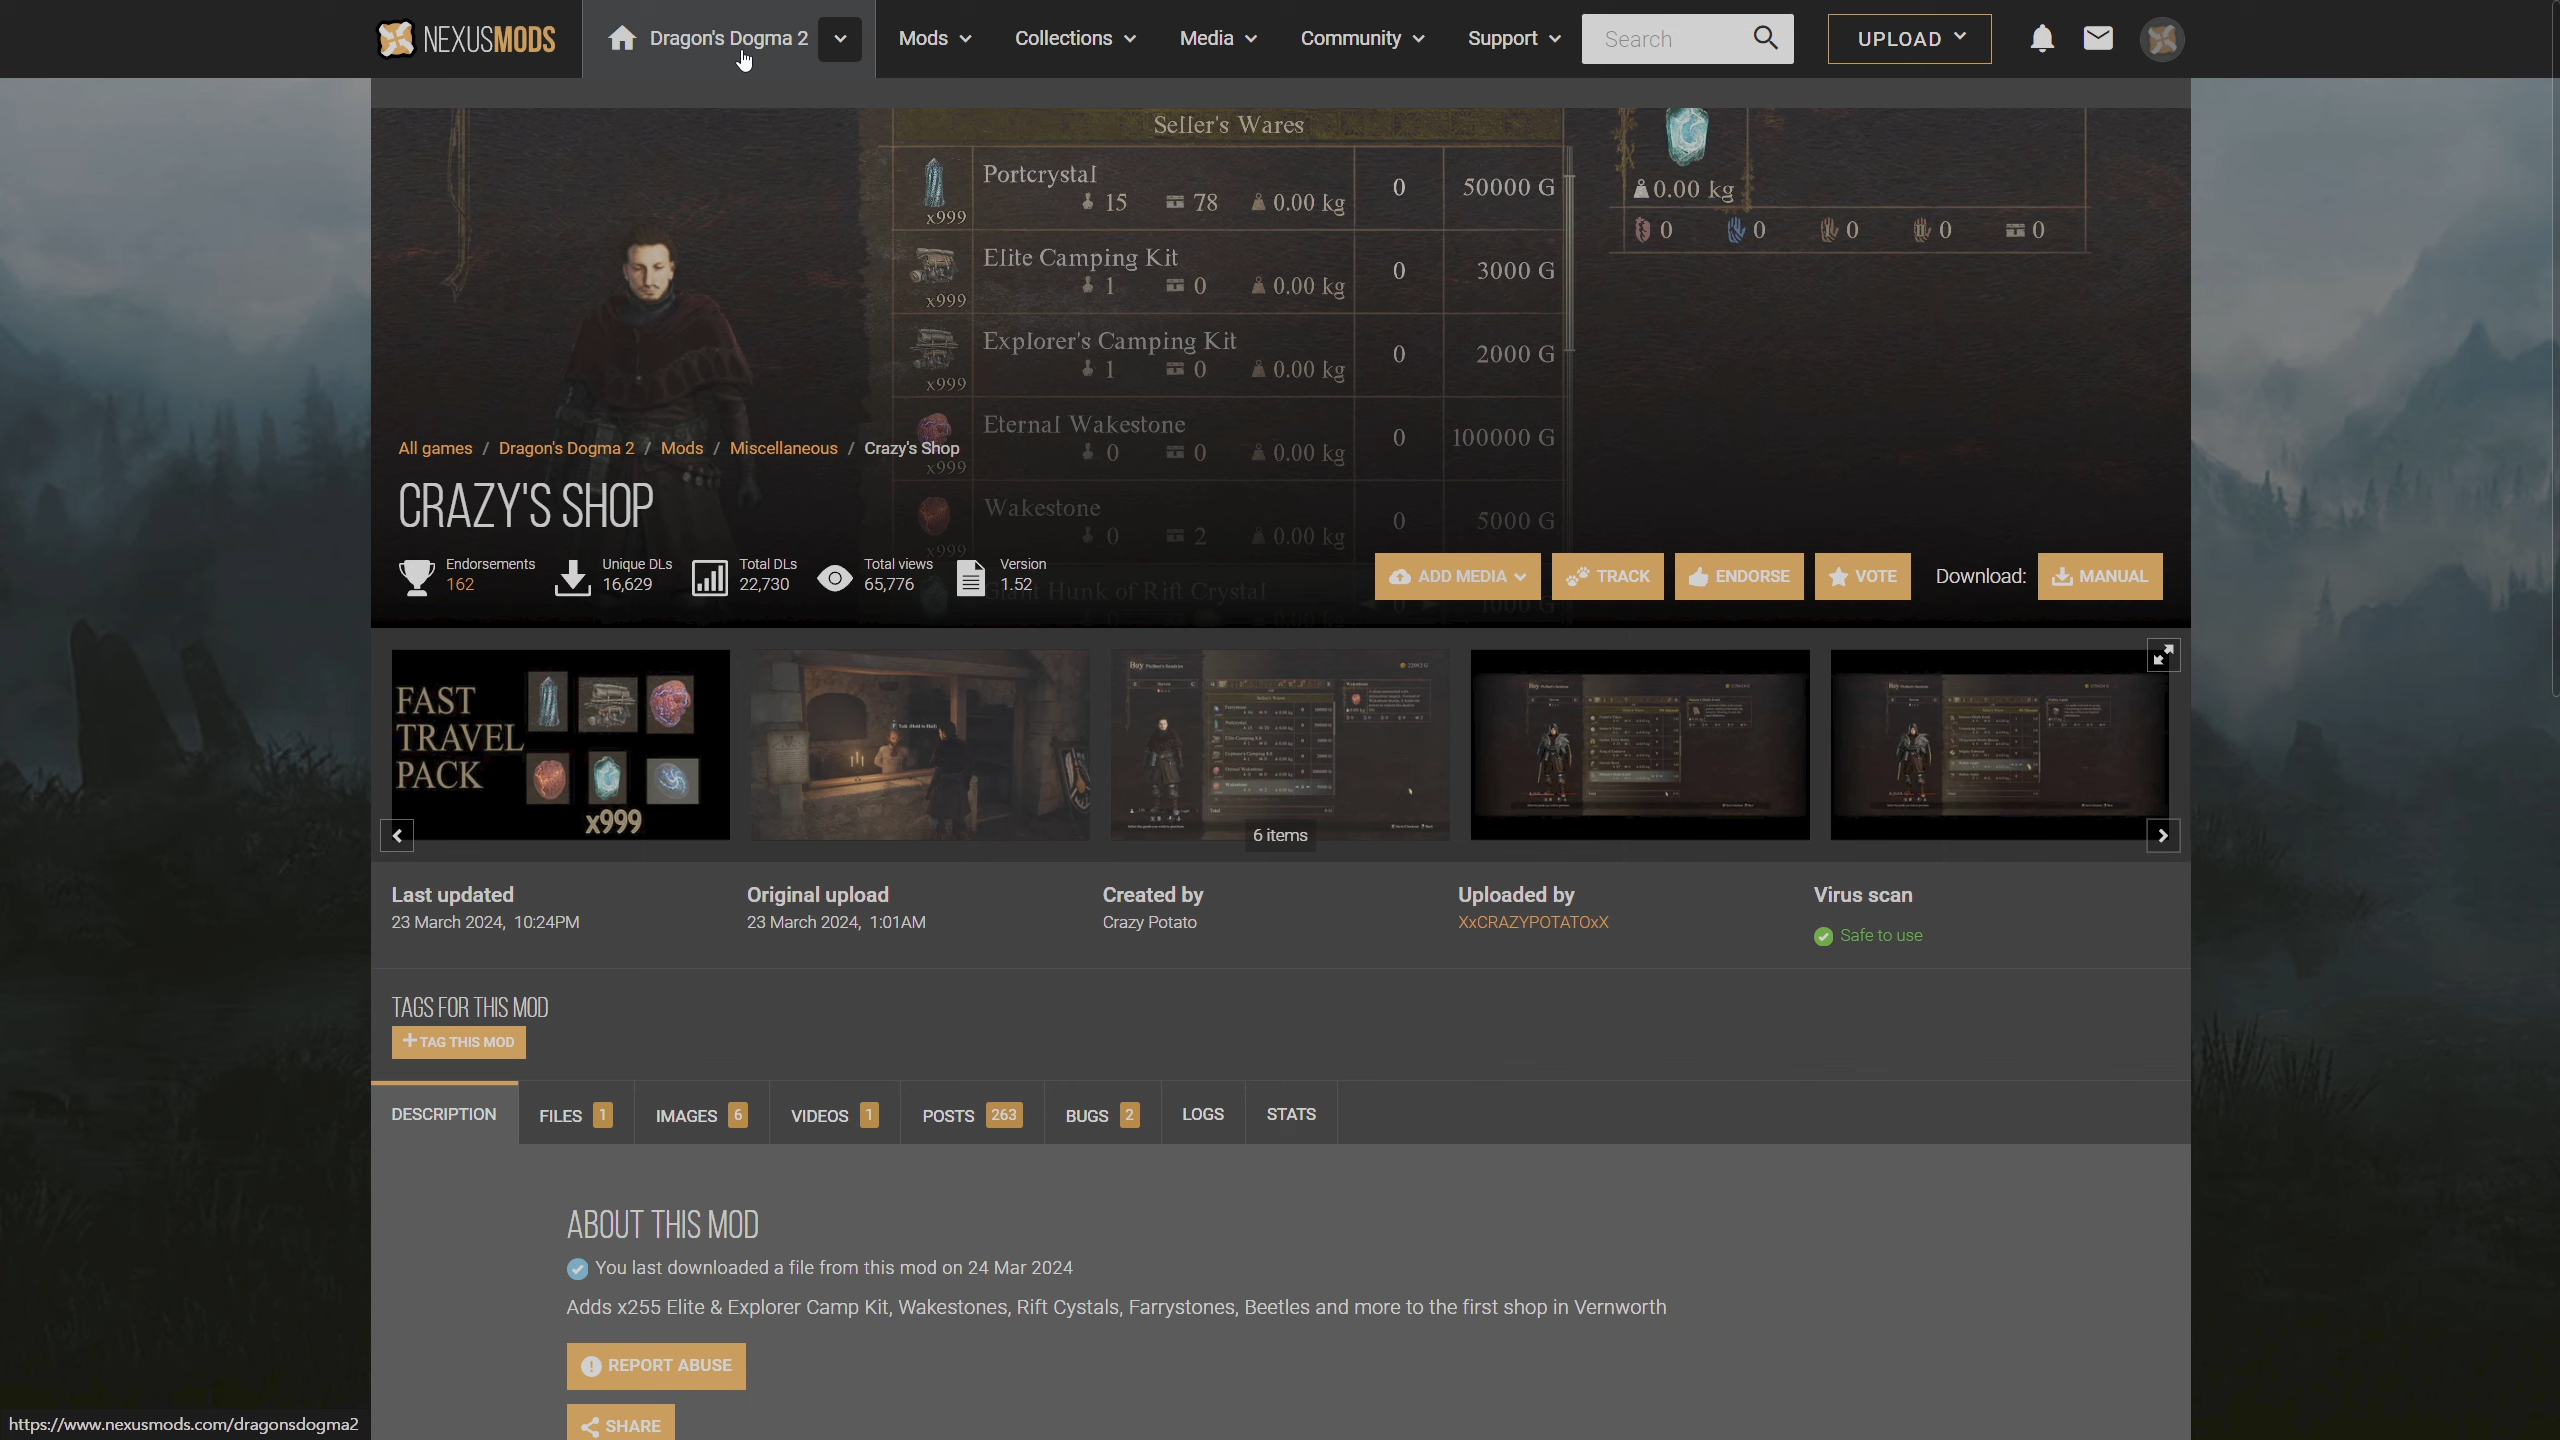 NEXUSMODS
Dragon's Dogma 2
Mods
Collections
Media
Community
Support
Search
UPLOAD
Seller's Wares
Portcrystal
15 78 0.00 kg
x999
0
50000 G
Elite Camping Kit
1 0 0.00 kg
x999
0
3000 G
Explorer's Camping Kit
1 0 0.00 kg
x999
0
2000 G
Eternal Wakestone
0 0 0.00 kg
x999
0
100000 G
Wakestone
0 2 0.00 kg
x999
0
5000 G
Giant Hunk of Rift Crystal
0
1000 G
0.00 kg
0 0 0 0 0
All games / Dragon's Dogma 2 / Mods / Miscellaneous / Crazy's Shop
CRAZY'S SHOP
Endorsements
162
Unique DLs
16,629
Total DLs
22,730
Total views
65,776
Version
1.52
ADD MEDIA
TRACK
ENDORSE
VOTE
Download:
MANUAL
FAST
TRAVEL
PACK
x999
6 items
Last updated
23 March 2024, 10:24PM
Original upload
23 March 2024, 1:01AM
Created by
Crazy Potato
Uploaded by
XxCRAZYPOTATOxX
Virus scan
Safe to use
TAGS FOR THIS MOD
+TAG THIS MOD
DESCRIPTION
FILES 1
IMAGES 6
VIDEOS 1
POSTS 263
BUGS 2
LOGS
STATS
ABOUT THIS MOD
You last downloaded a file from this mod on 24 Mar 2024
Adds x255 Elite & Explorer Camp Kit, Wakestones, Rift Cystals, Farrystones, Beetles and more to the first shop in Vernworth
REPORT ABUSE
SHARE
https://www.nexusmods.com/dragonsdogma2